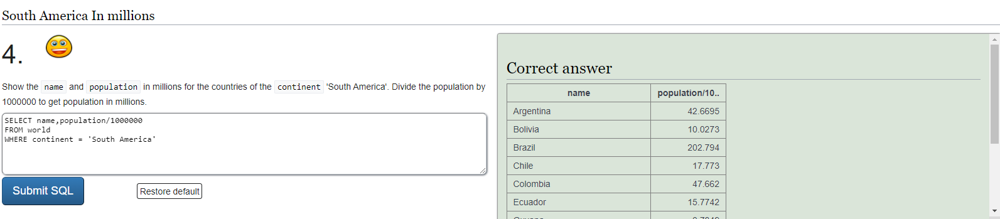 South America In millions
4.
Show the name and population in millions for the countries of the continent 'South America'. Divide the population by
1000000 to get population in millions.
SELECT name,population/1000000
FROM world
WHERE continent = 'South America'
Submit SQL
Restore default
Correct answer
name population/10..
Argentina 42.6695
Bolivia 10.0273
Brazil 202.794
Chile 17.773
Colombia 47.662
Ecuador 15.7742